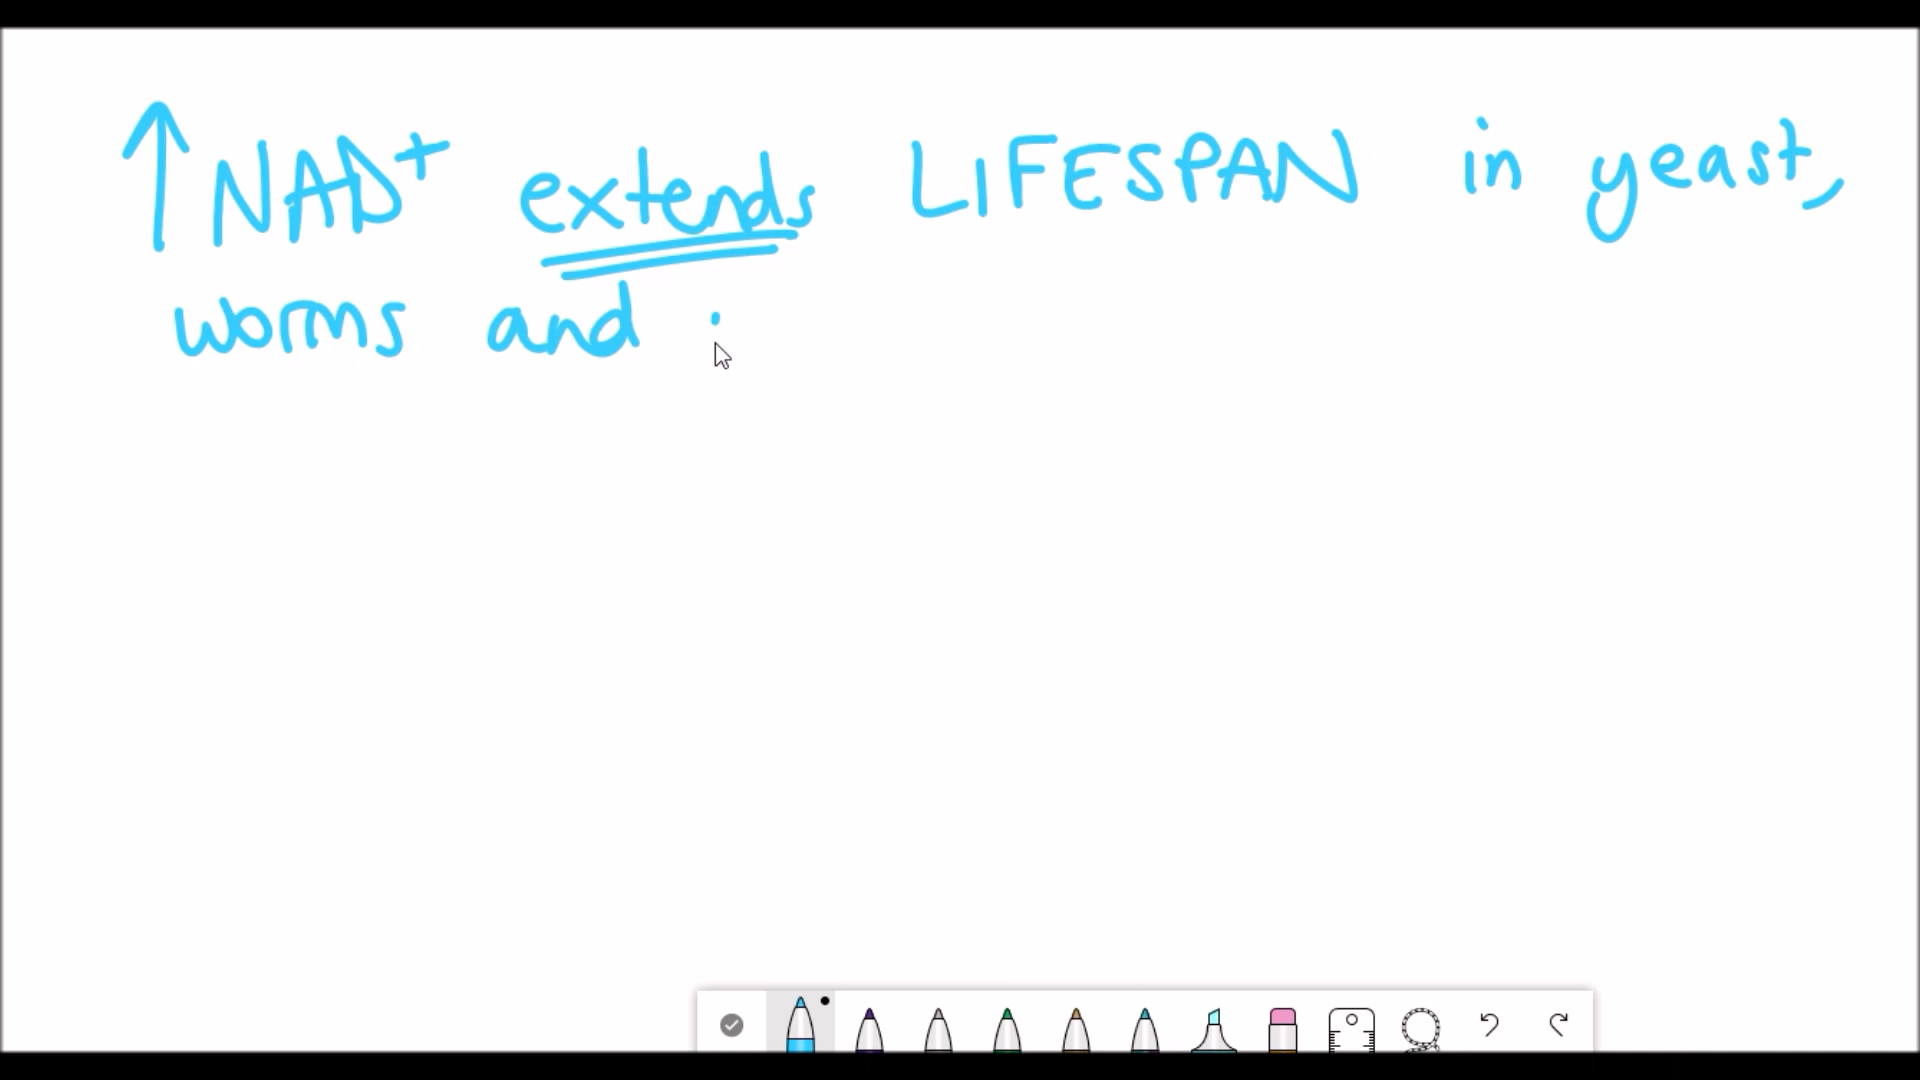 ↑ NAD+ extends LIFESPAN in yeast,
worms and